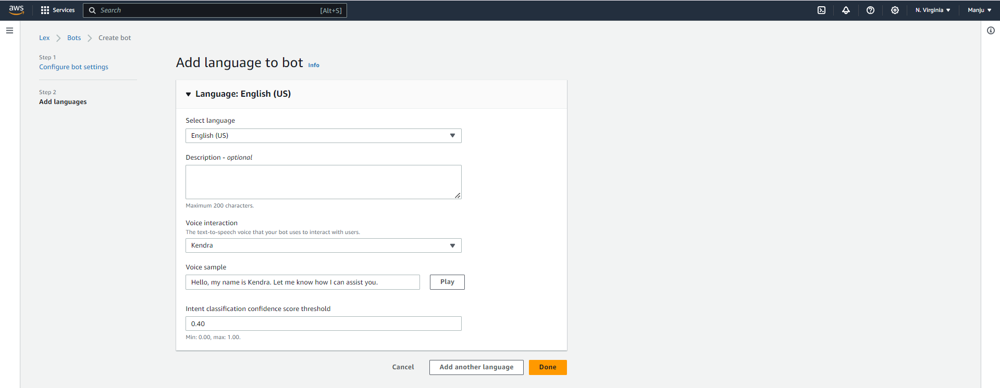 aws
Services
Search
[Alt+S]
N. Virginia
Manju
Lex
Bots
Create bot
Step 1
Configure bot settings
Step 2
Add languages
Add language to bot Info
Language: English (US)
Select language
English (US)
Description - optional
Maximum 200 characters.
Voice interaction
The text-to-speech voice that your bot uses to interact with users.
Kendra
Voice sample
Hello, my name is Kendra. Let me know how I can assist you.
Play
Intent classification confidence score threshold
0.40
Min: 0.00, max: 1.00.
Cancel
Add another language
Done